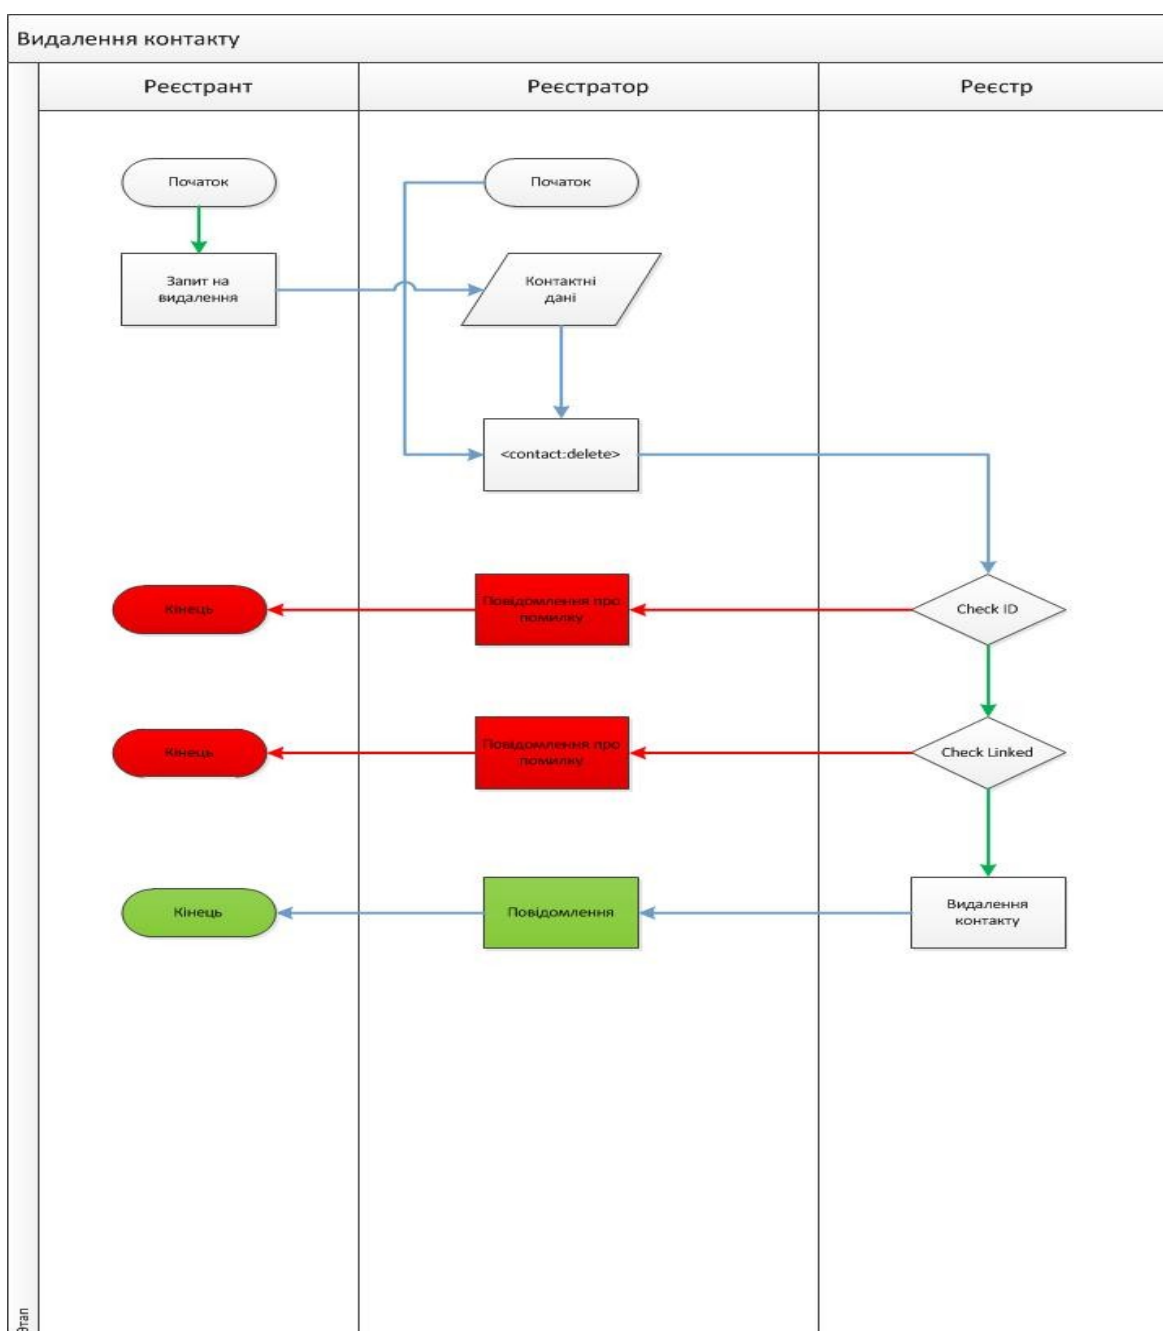 Видалення контакту
Реєстрант
Реєстратор
Реєстр
Початок
Початок
Запит на
видалення
Контактні
дані
<contact:delete>
Кінець
Повідомлення про
помилку
Check ID
Кінець
Повідомлення про
помилку
Check Linked
Кінець
Повідомлення
Видалення
контакту
Этап